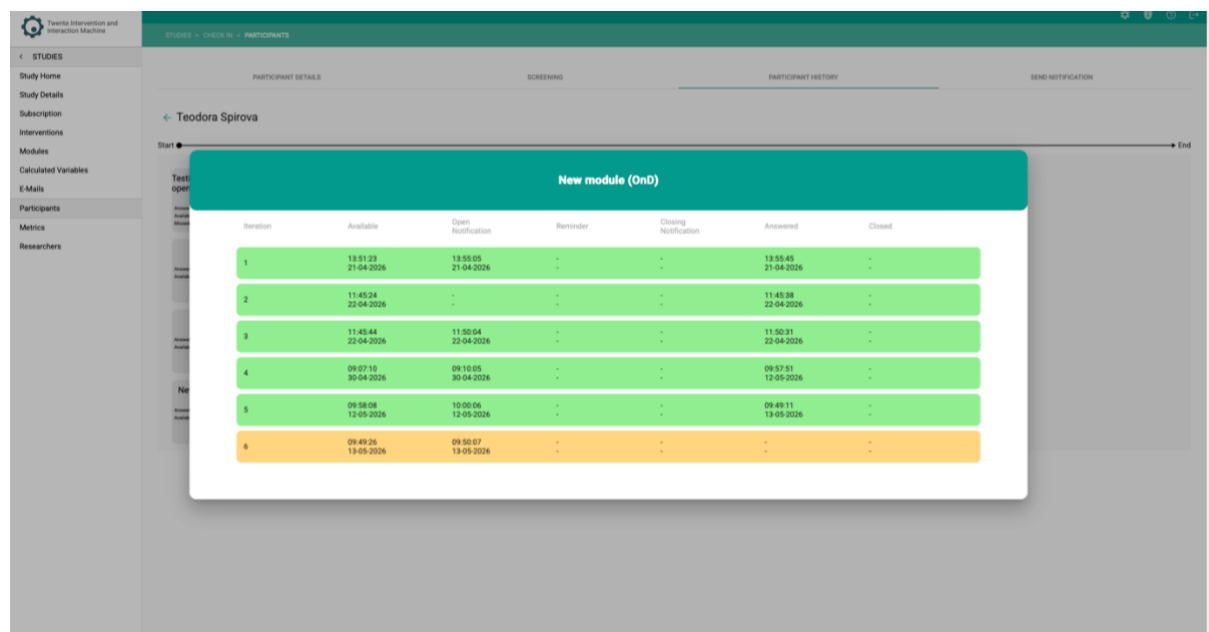 Twente Intervention and
Interaction Machine
STUDIES > CHECK IN > PARTICIPANTS
< STUDIES
Study Home
Study Details
Subscription
Interventions
Modules
Calculated Variables
E-Mails
Participants
Metrics
Researchers
PARTICIPANT DETAILS SCREENING PARTICIPANT HISTORY SEND NOTIFICATION
← Teodora Spirova
Start End
New module (OnD)
Iteration Available Open Notification Reminder Closing Notification Answered Closed
1 13:51:23 13:55:05 - - 13:55:45 -
21-04-2026 21-04-2026 - - 21-04-2026 -
2 11:45:24 - - - 11:45:38 -
22-04-2026 - - - 22-04-2026 -
3 11:45:44 11:50:04 - - 11:50:31 -
22-04-2026 22-04-2026 - - 22-04-2026 -
4 09:07:10 09:10:05 - - 09:57:51 -
30-04-2026 30-04-2026 - - 12-05-2026 -
5 09:58:08 10:00:06 - - 09:49:11 -
12-05-2026 12-05-2026 - - 13-05-2026 -
6 09:49:26 09:50:07 - - - -
13-05-2026 13-05-2026 - - - -